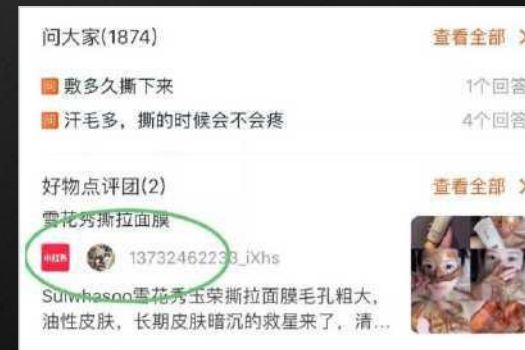 问大家(1874)
查看全部
问 敷多久撕下来
1个回答
问 汗毛多，撕的时候会不会疼
4个回答
好物点评团(2)
查看全部
雪花秀撕拉面膜
小红书 13732462233_iXhs
Sulwhasoo雪花秀玉荣撕拉面膜毛孔粗大，
油性皮肤，长期皮肤暗沉的救星来了，清...